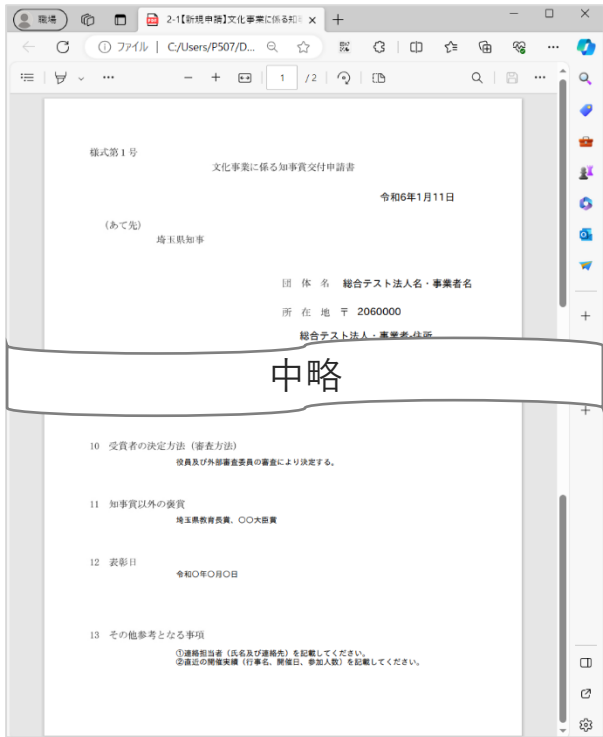 職場
2-1【新規申請】文化事業に係る知
ファイル
C:/Users/P507/D...
1 /2
様式第１号
文化事業に係る知事賞交付申請書
令和6年1月11日
（あて先）
埼玉県知事
団 体 名 総合テスト法人名・事業者名
所 在 地 〒 2060000
総合テスト法人・事業者-住所
中略
10 受賞者の決定方法（審査方法）
役員及び外部審査委員の審査により決定する。
11 知事賞以外の褒賞
埼玉県教育長賞、〇〇大臣賞
12 表彰日
令和〇年〇月〇日
13 その他参考となる事項
①連絡担当者（氏名及び連絡先）を記載してください。
②直近の開催実績（行事名、開催日、参加人数）を記載してください。